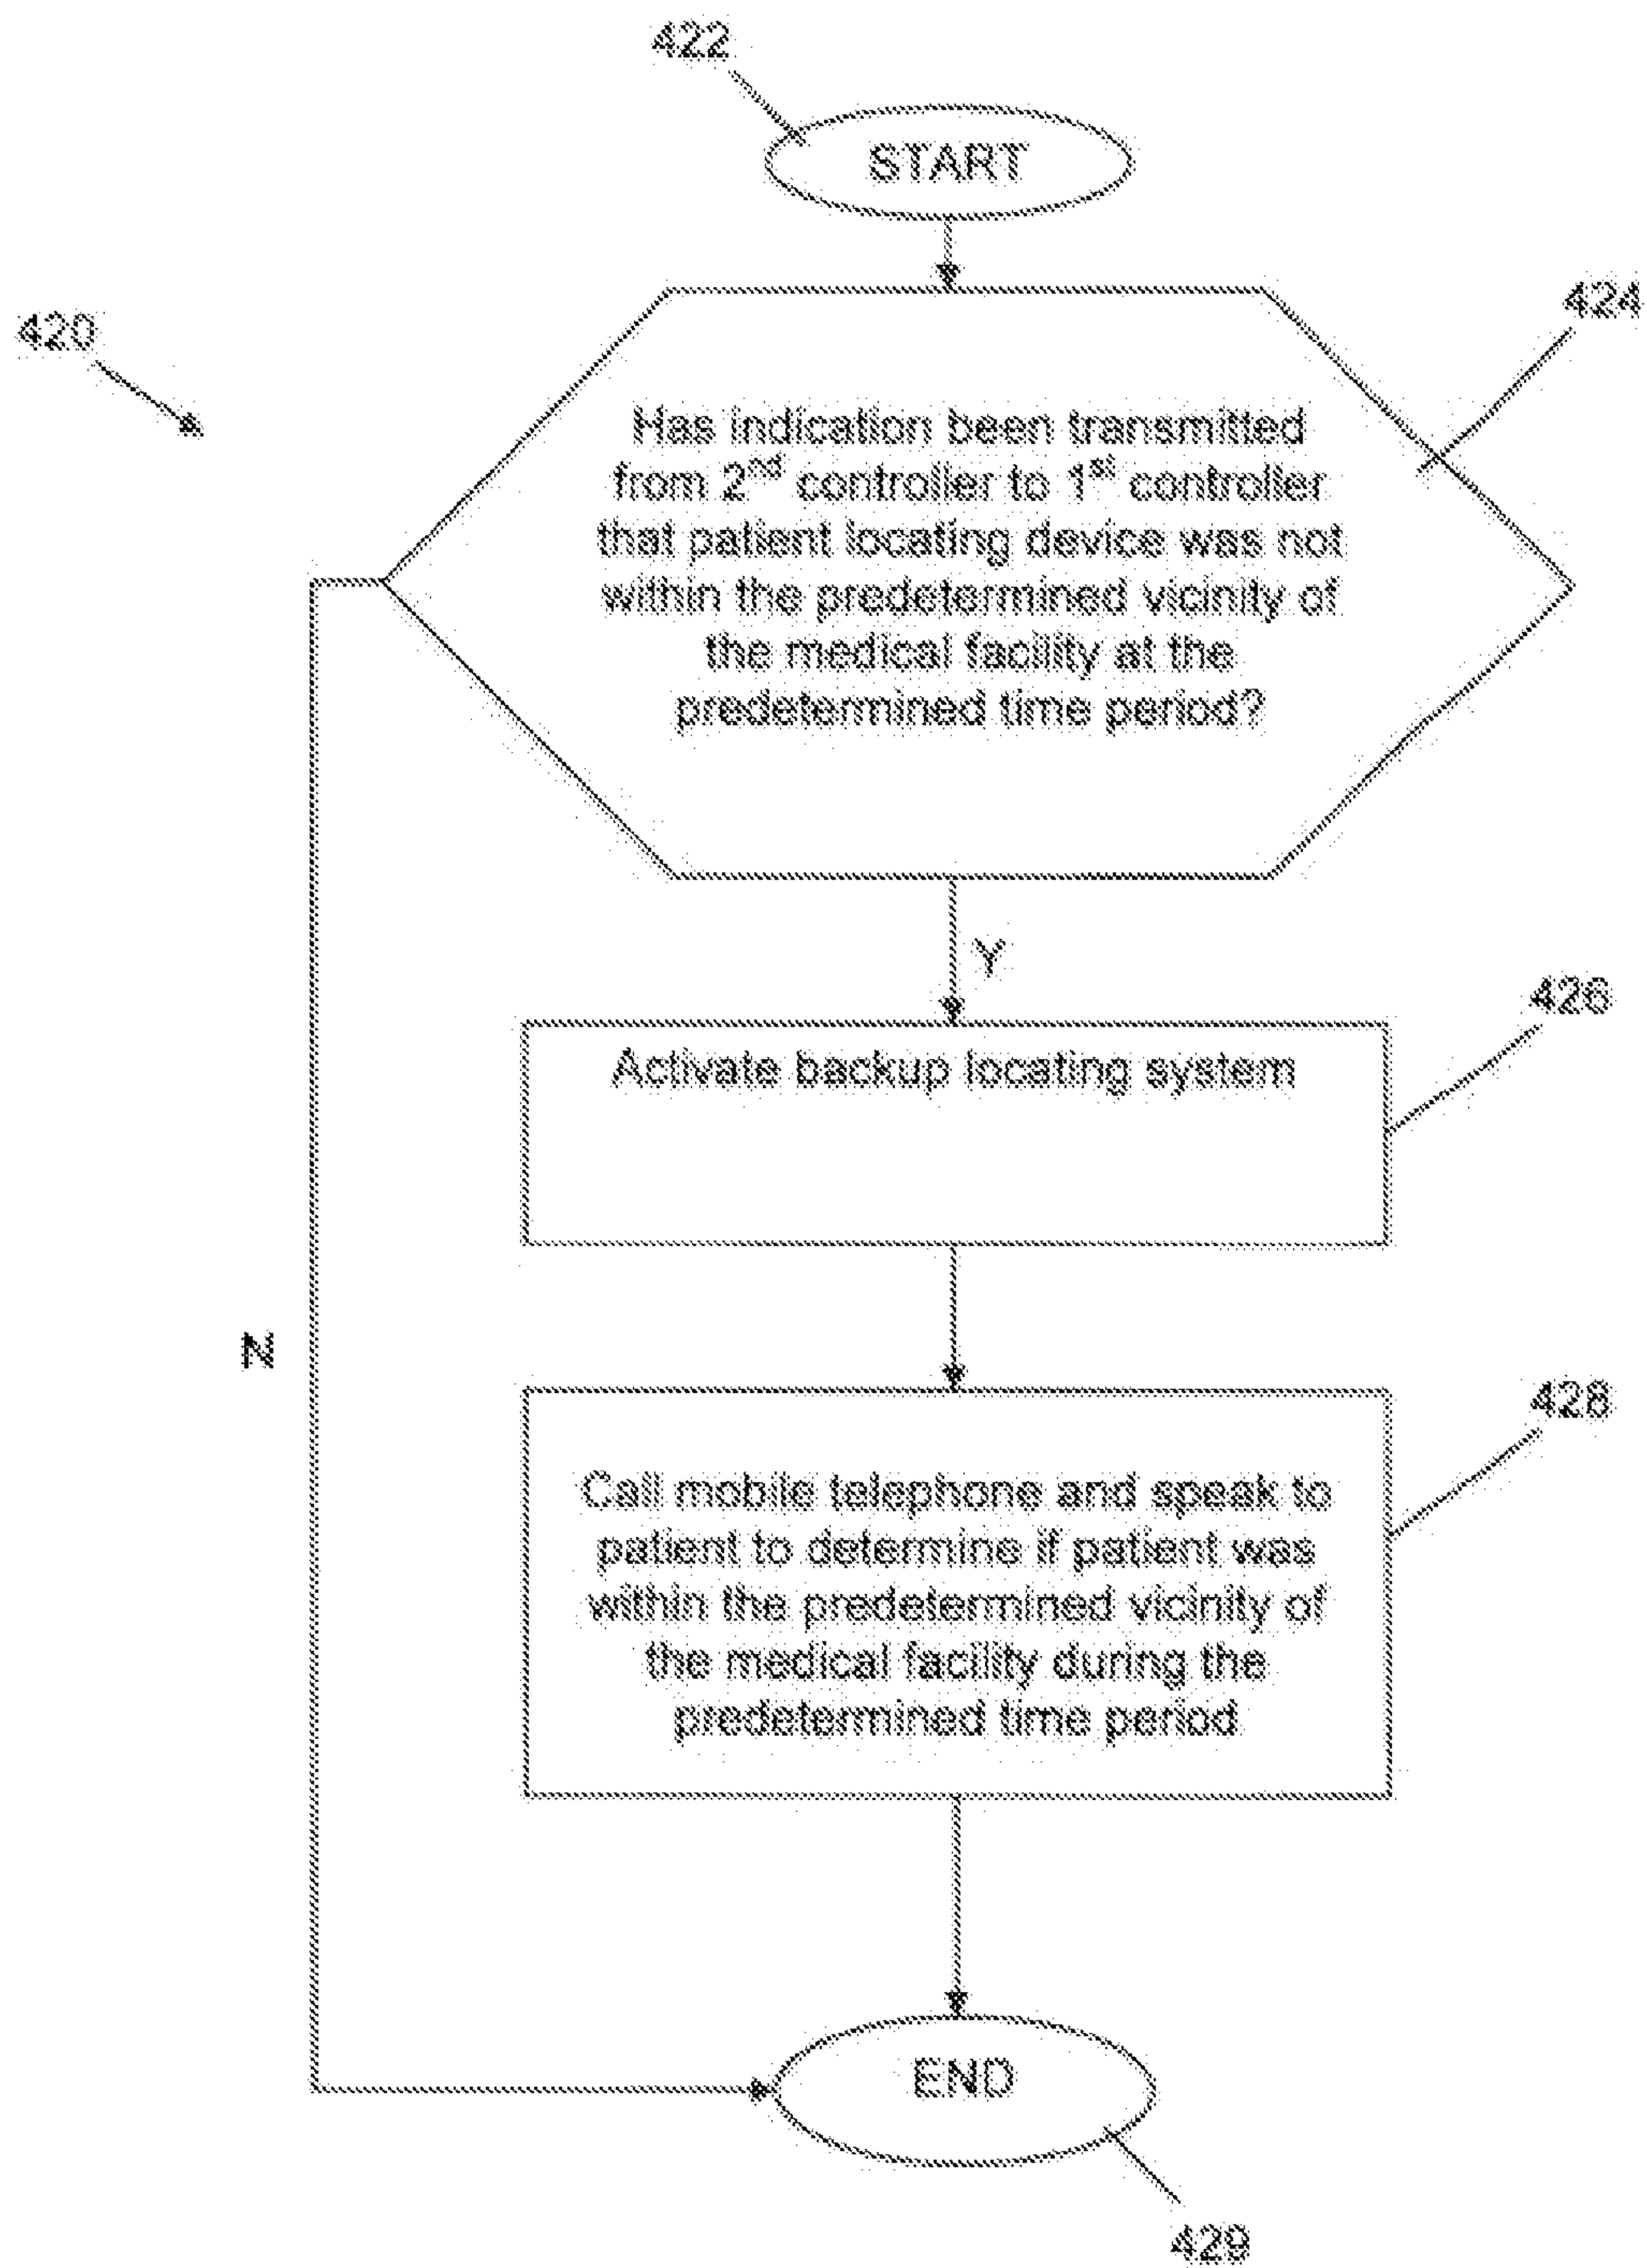 422
START
420
424
Has indication been transmitted
from 2nd controller to 1st controller
that patient locating device was not
within the predetermined vicinity of
the medical facility at the
predetermined time period?
Y
426
Activate backup locating system
N
428
Call mobile telephone and speak to
patient to determine if patient was
within the predetermined vicinity of
the medical facility during the
predetermined time period
END
429